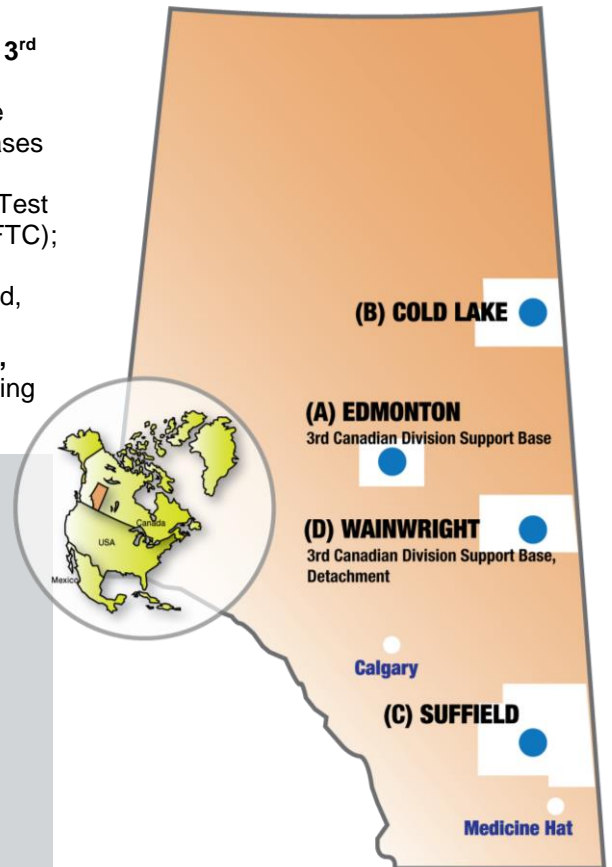 3rd
e
ases
Test
FTC);
d,
,
ing
(B) COLD LAKE
(A) EDMONTON
3rd Canadian Division Support Base
(D) WAINWRIGHT
3rd Canadian Division Support Base,
Detachment
Canada
USA
Mexico
Calgary
(C) SUFFIELD
Medicine Hat